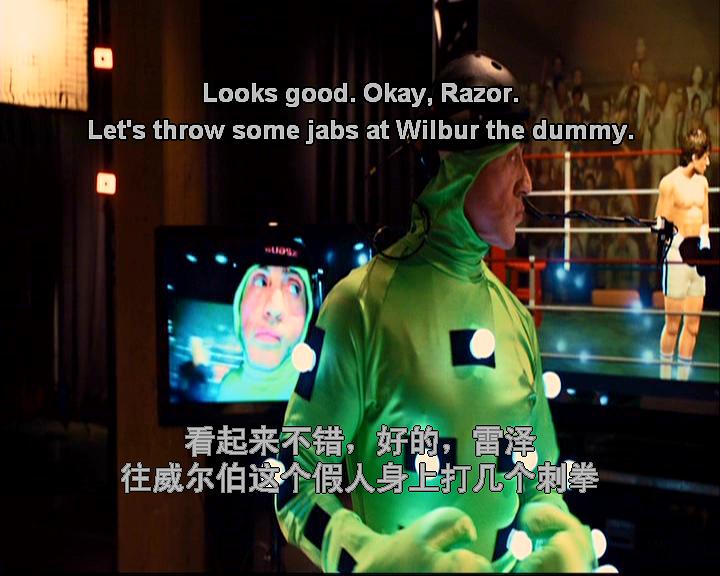 Looks good. Okay, Razor.
Let's throw some jabs at Wilbur the dummy.
看起来不错，好的，雷泽
往威尔伯这个假人身上打几个刺拳